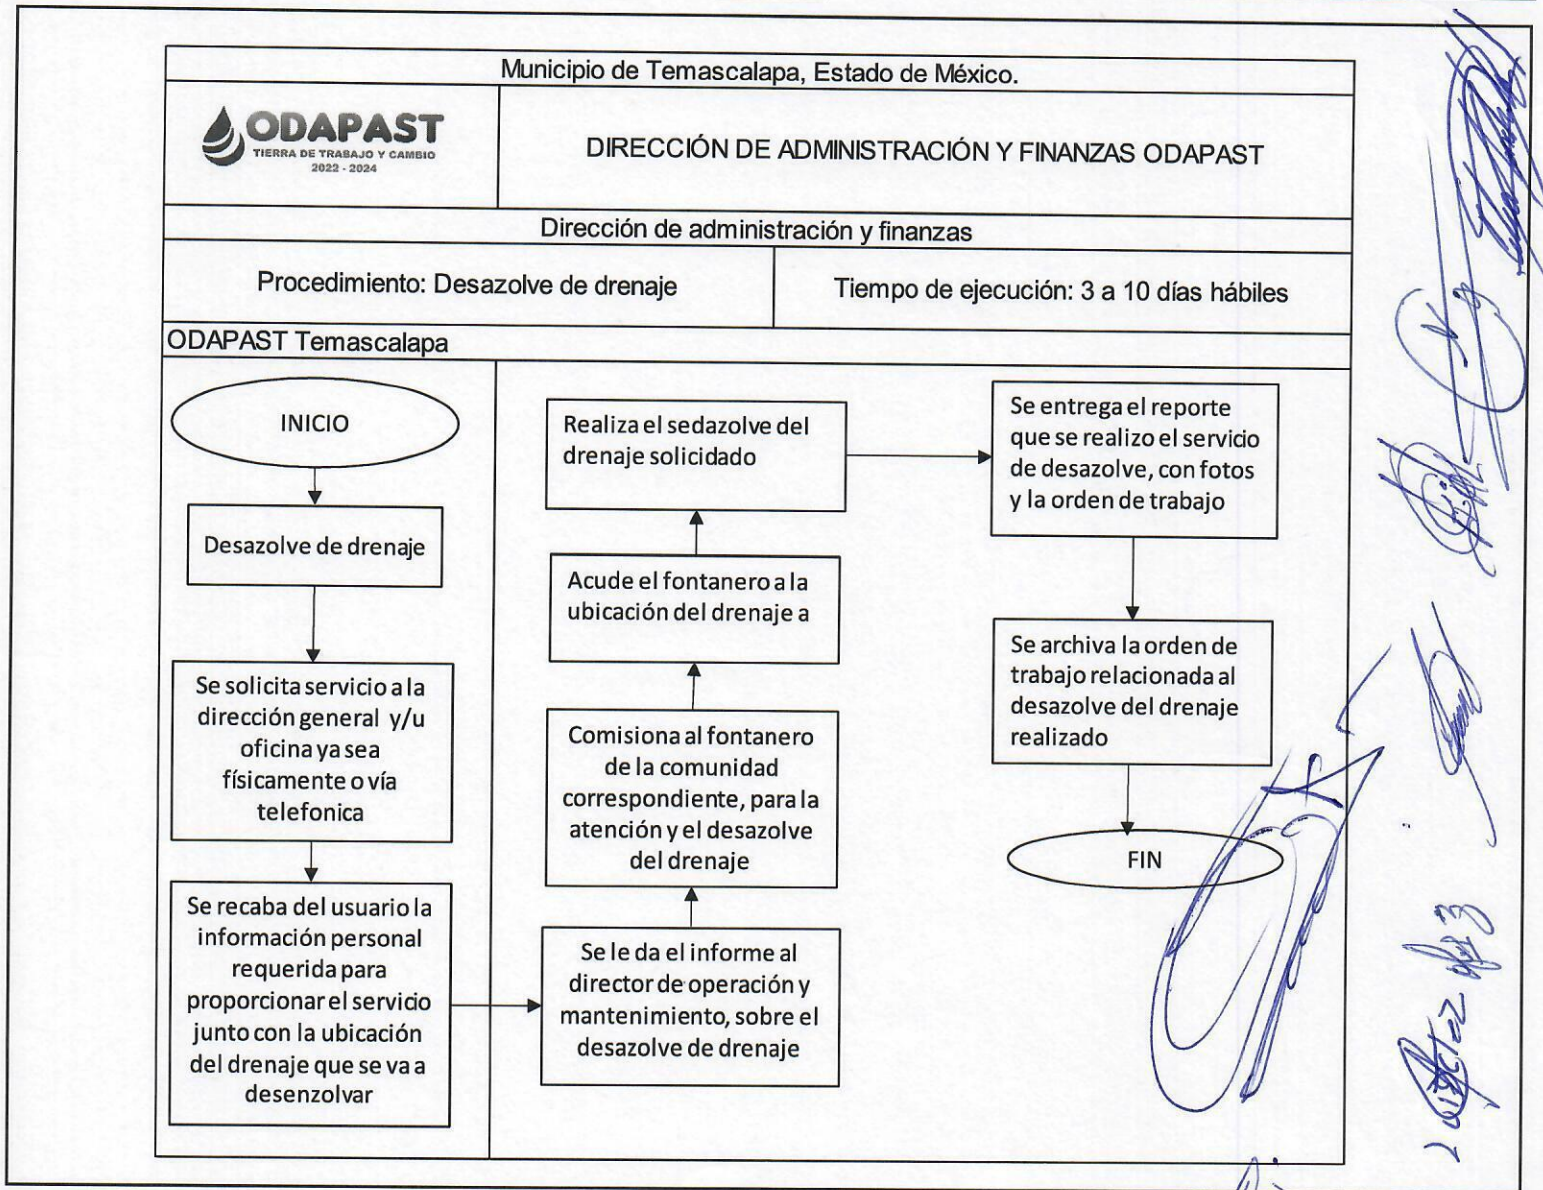 Municipio de Temascalapa, Estado de México.
ODAPAST
TIERRA DE TRABAJO Y CAMBIO
2022 - 2024
DIRECCIÓN DE ADMINISTRACIÓN Y FINANZAS ODAPAST
Dirección de administración y finanzas
Procedimiento: Desazolve de drenaje
Tiempo de ejecución: 3 a 10 días hábiles
ODAPAST Temascalapa
INICIO
Desazolve de drenaje
Se solicita servicio a la
dirección general y/u
oficina ya sea
físicamente o vía
telefonica
Se recaba del usuario la
información personal
requerida para
proporcionar el servicio
junto con la ubicación
del drenaje que se va a
desenzolvar
Se le da el informe al
director de operación y
mantenimiento, sobre el
desazolve de drenaje
Comisiona al fontanero
de la comunidad
correspondiente, para la
atención y el desazolve
del drenaje
Acude el fontanero a la
ubicación del drenaje a
Realiza el sedazolve del
drenaje solicidado
Se entrega el reporte
que se realizo el servicio
de desazolve, con fotos
y la orden de trabajo
Se archiva la orden de
trabajo relacionada al
desazolve del drenaje
realizado
FIN